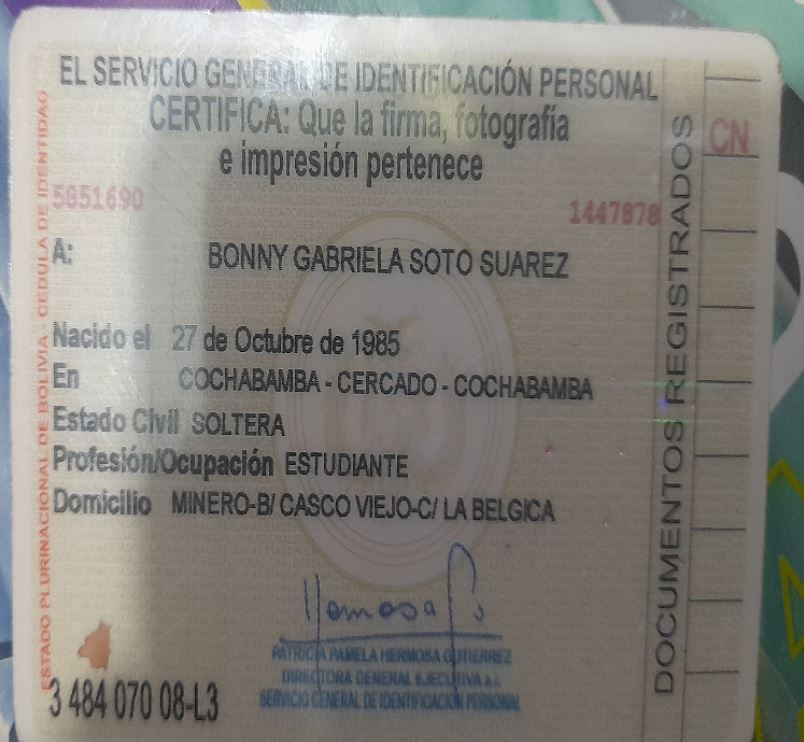 EL SERVICIO GENERAL DE IDENTIFICACIÓN PERSONAL
CERTIFICA: Que la firma, fotografía
e impresión pertenece
5851690
1447878
CN
A: BONNY GABRIELA SOTO SUAREZ
Nacido el 27 de Octubre de 1985
En COCHABAMBA - CERCADO - COCHABAMBA
Estado Civil SOLTERA
Profesión/Ocupación ESTUDIANTE
Domicilio MINERO-B/ CASCO VIEJO-C/ LA BELGICA
PATRICIA PAMELA HERMOSA GUTIERREZ
DIRECTORA GENERAL EJECUTIVA a.i.
SERVICIO GENERAL DE IDENTIFICACIÓN PERSONAL
3 484 070 08-L3
ESTADO PLURINACIONAL DE BOLIVIA - CEDULA DE IDENTIDAD
DOCUMENTOS REGISTRADOS